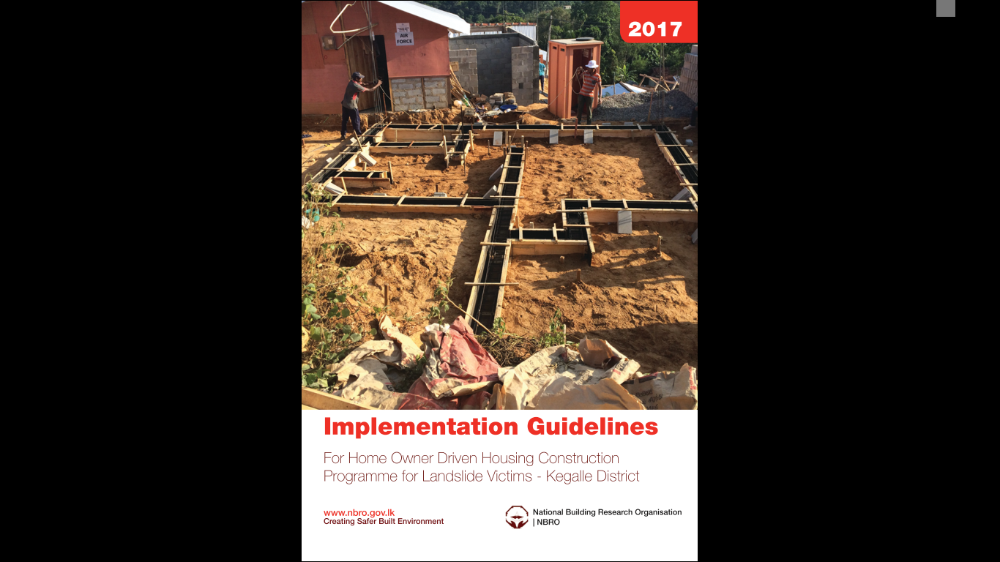 2017
AIR
FORCE
Implementation Guidelines
For Home Owner Driven Housing Construction
Programme for Landslide Victims - Kegalle District
www.nbro.gov.lk
Creating Safer Built Environment
National Building Research Organisation
| NBRO